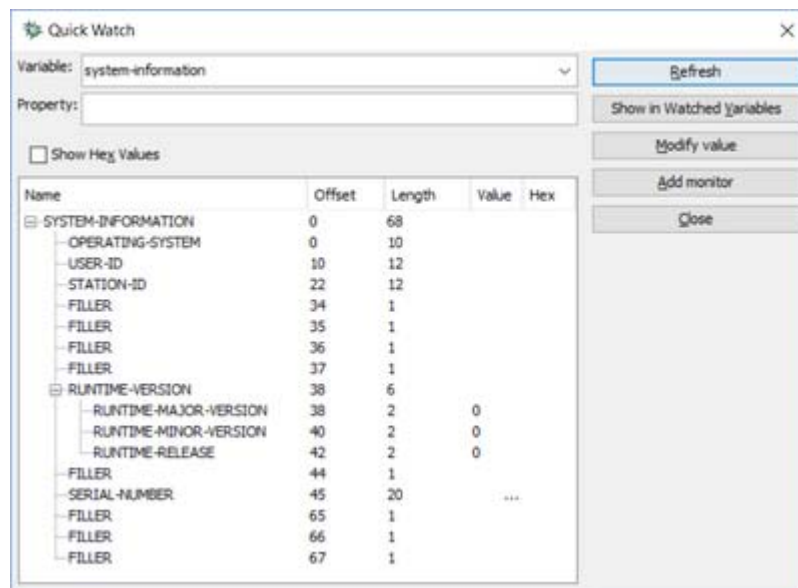 Quick Watch
Variable: system-information
Refresh
Property:
Show in Watched Variables
Show Hex Values
Modify value
Add monitor
Close
Name Offset Length Value Hex
SYSTEM-INFORMATION 0 68
OPERATING-SYSTEM 0 10
USER-ID 10 12
STATION-ID 22 12
FILLER 34 1
FILLER 35 1
FILLER 36 1
FILLER 37 1
RUNTIME-VERSION 38 6
RUNTIME-MAJOR-VERSION 38 2 0
RUNTIME-MINOR-VERSION 40 2 0
RUNTIME-RELEASE 42 2 0
FILLER 44 1
SERIAL-NUMBER 45 20 ...
FILLER 65 1
FILLER 66 1
FILLER 67 1